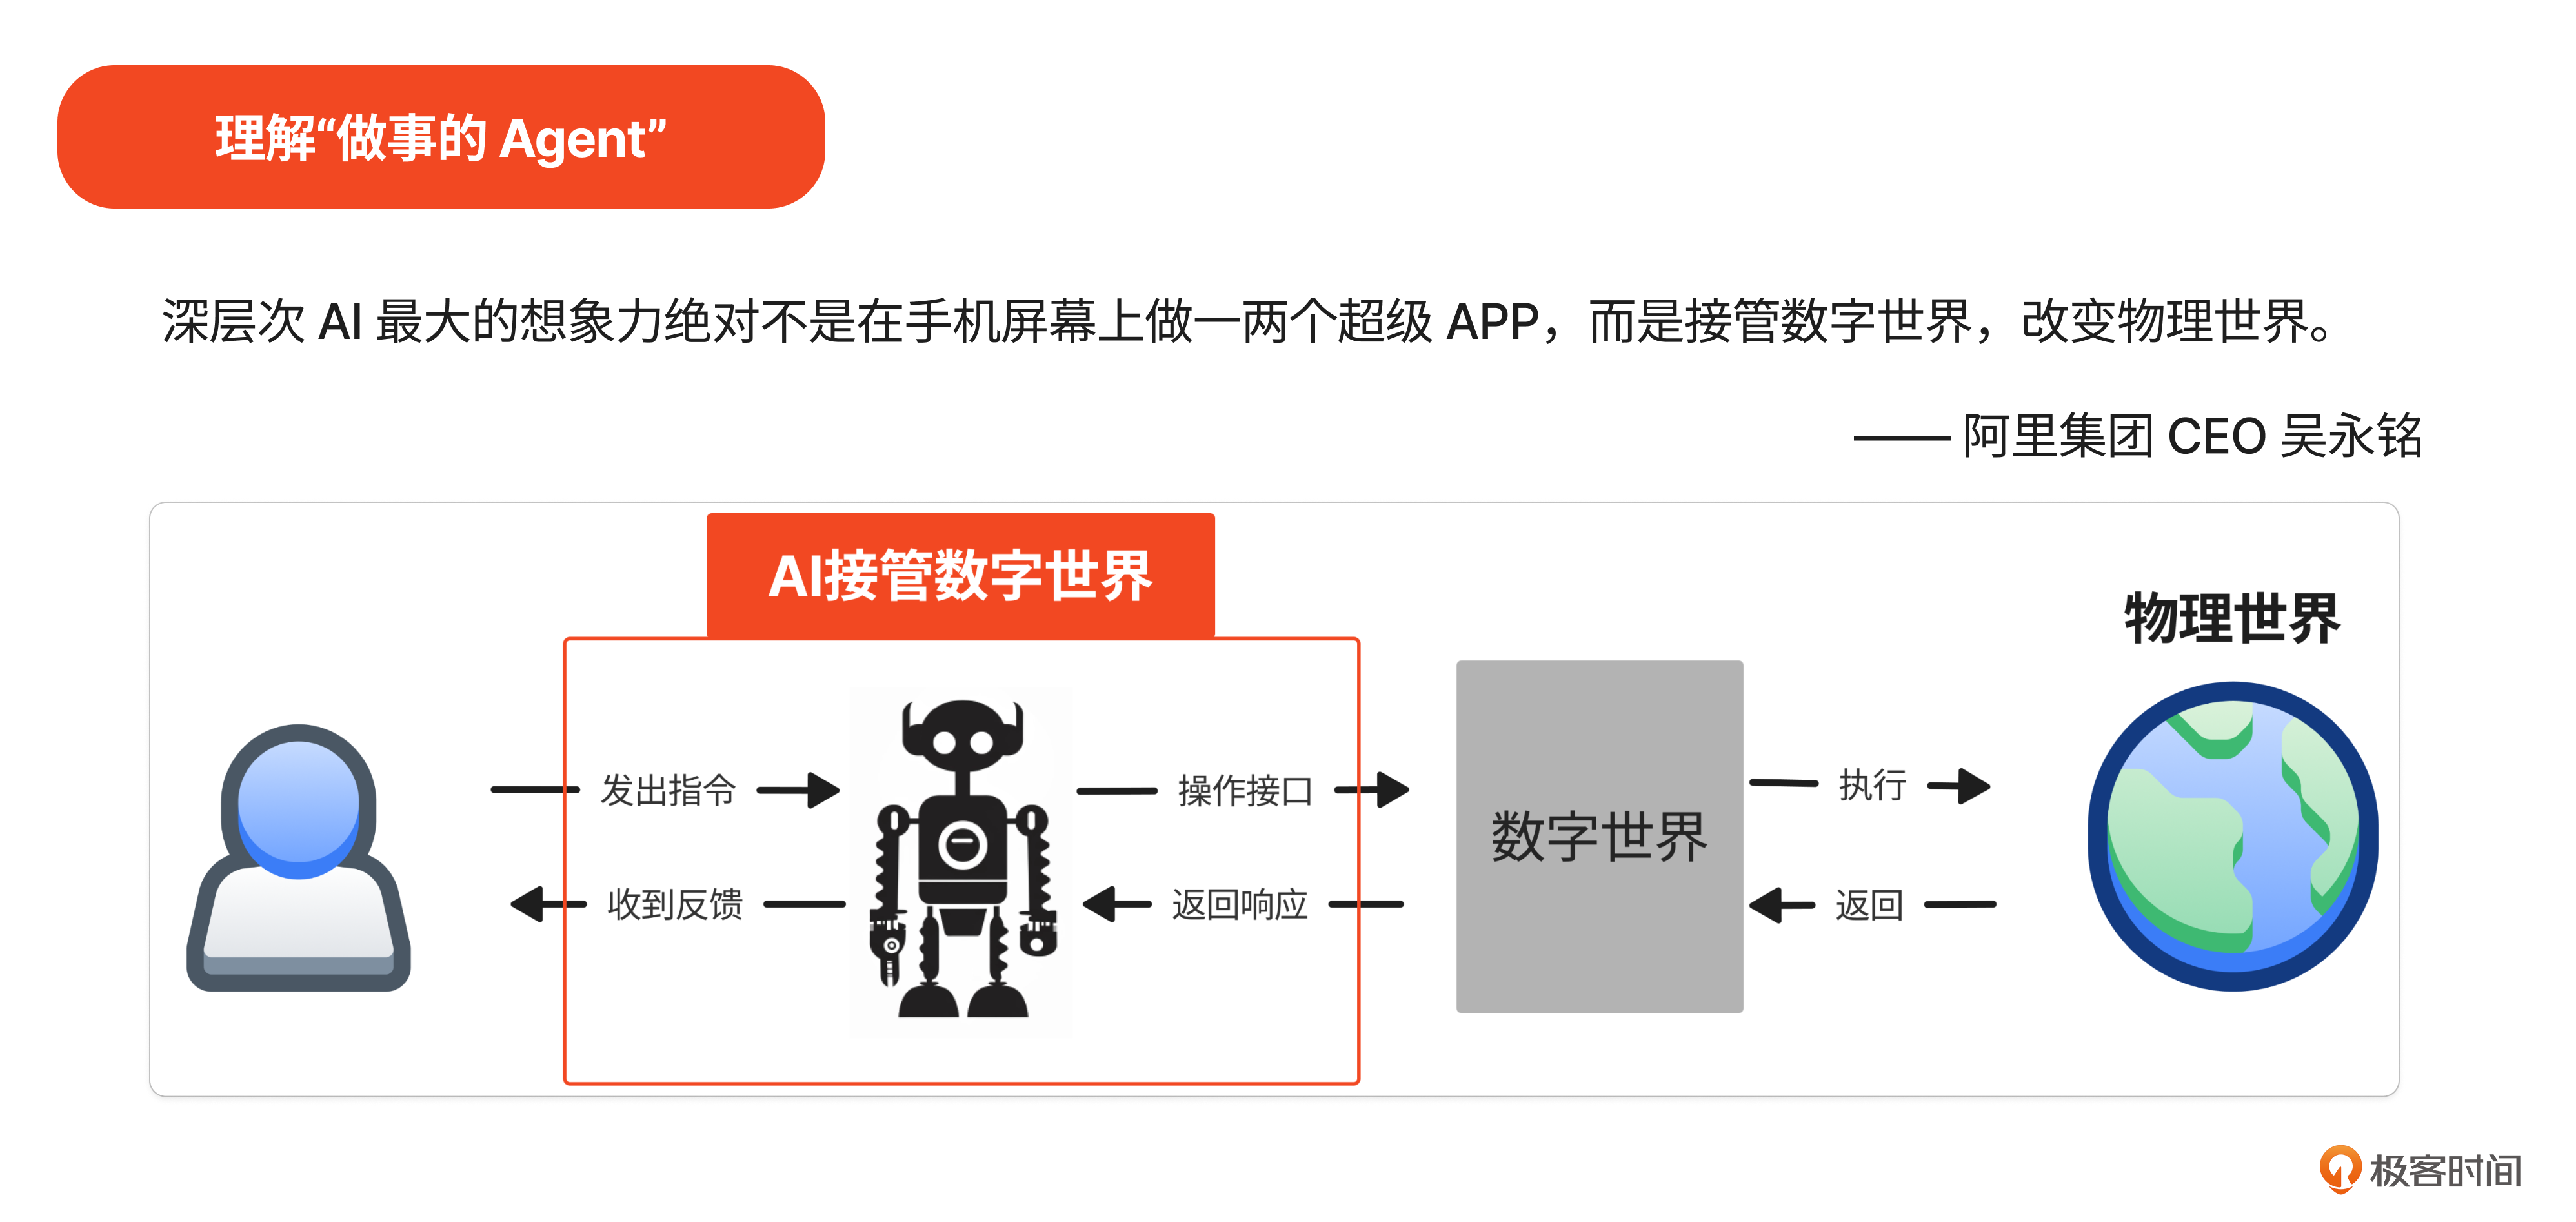 理解“做事的 Agent”
深层次 AI 最大的想象力绝对不是在手机屏幕上做一两个超级 APP，而是接管数字世界，改变物理世界。
—— 阿里集团 CEO 吴永铭
AI接管数字世界
物理世界
发出指令
操作接口
执行
数字世界
收到反馈
返回响应
返回
极客时间